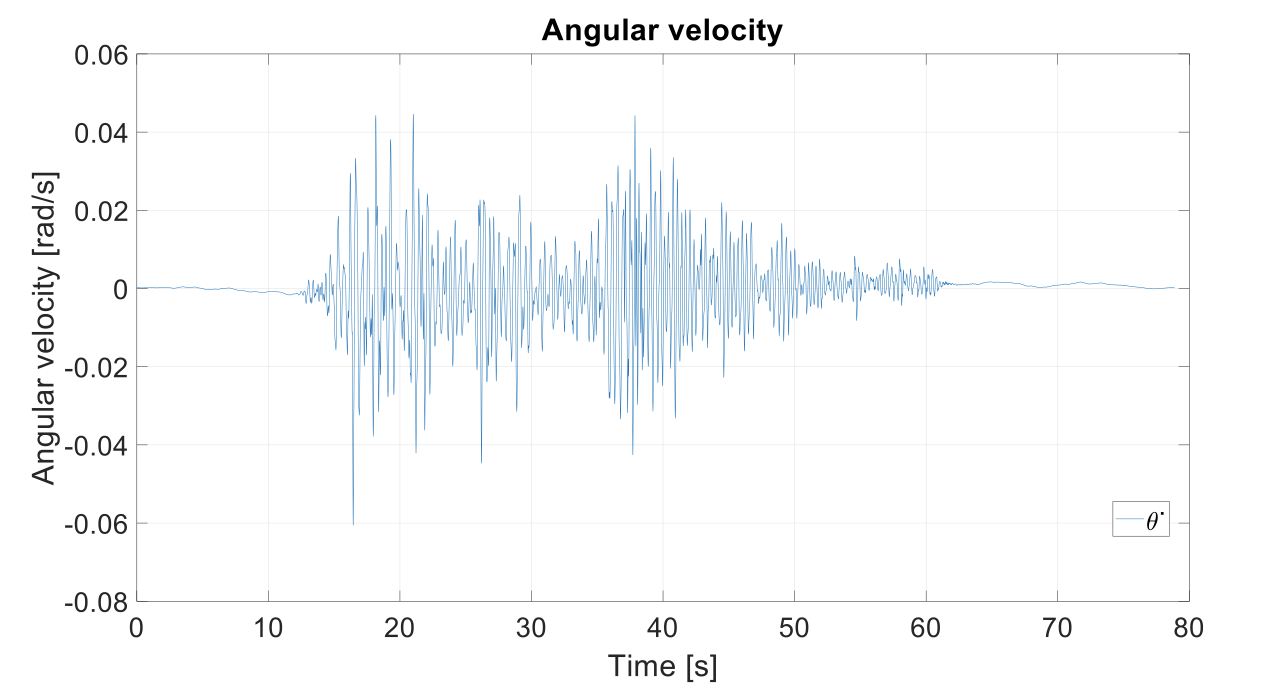 Angular velocity
0.06
0.04
0.02
0
-0.02
-0.04
-0.06
-0.08
Angular velocity [rad/s]
0 10 20 30 40 50 60 70 80
Time [s]
θ̇